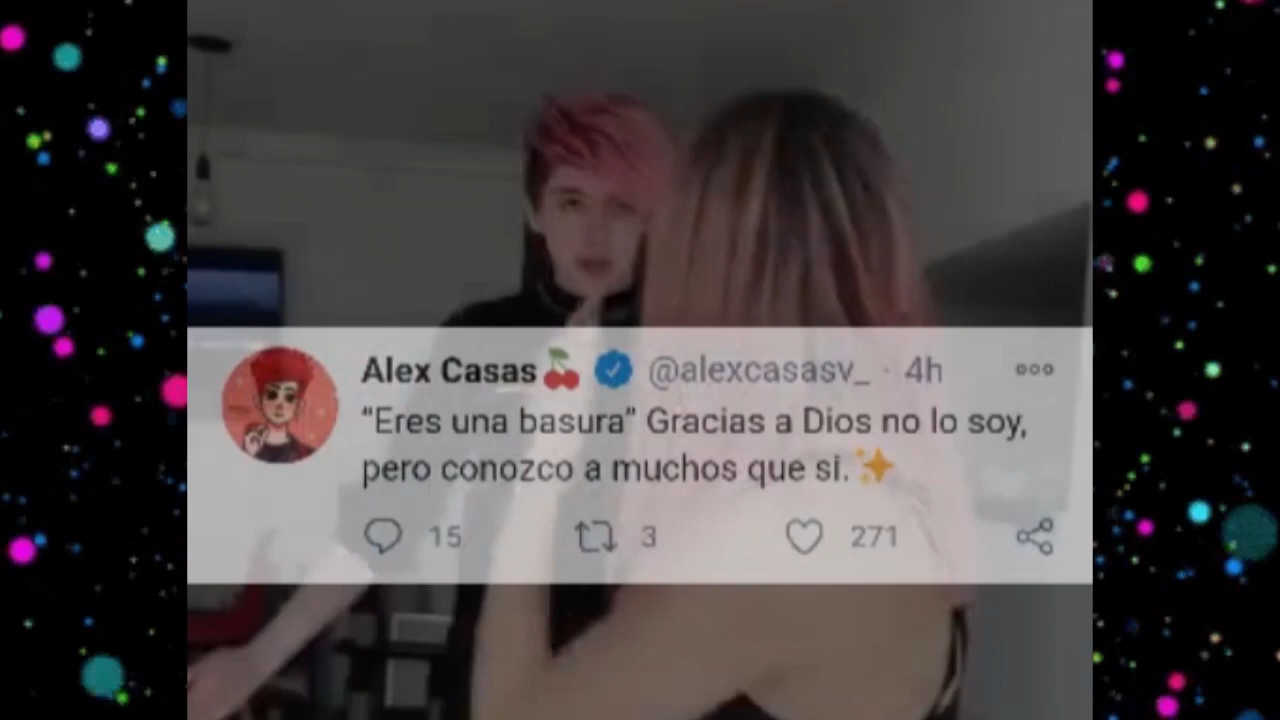 Alex Casas🍒 @alexcasasv_ · 4h
“Eres una basura” Gracias a Dios no lo soy,
pero conozco a muchos que si.✨
15 3 271